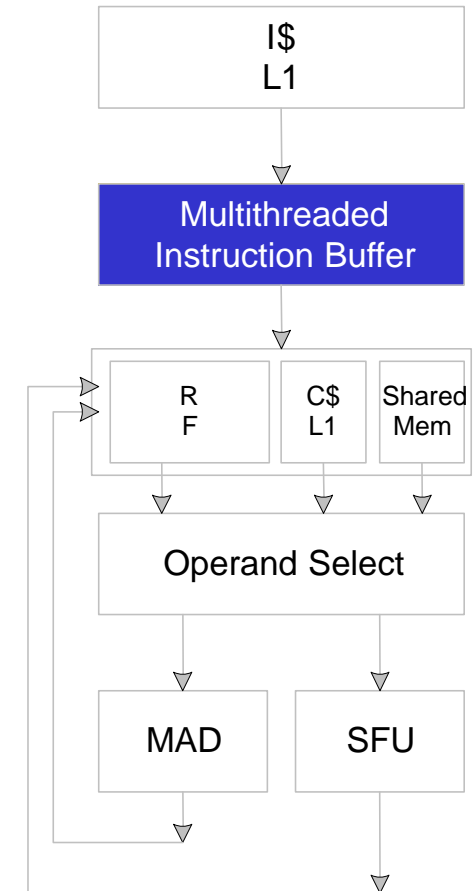 I$
L1
Multithreaded
Instruction Buffer
R
F
C$
L1
Shared
Mem
Operand Select
MAD
SFU